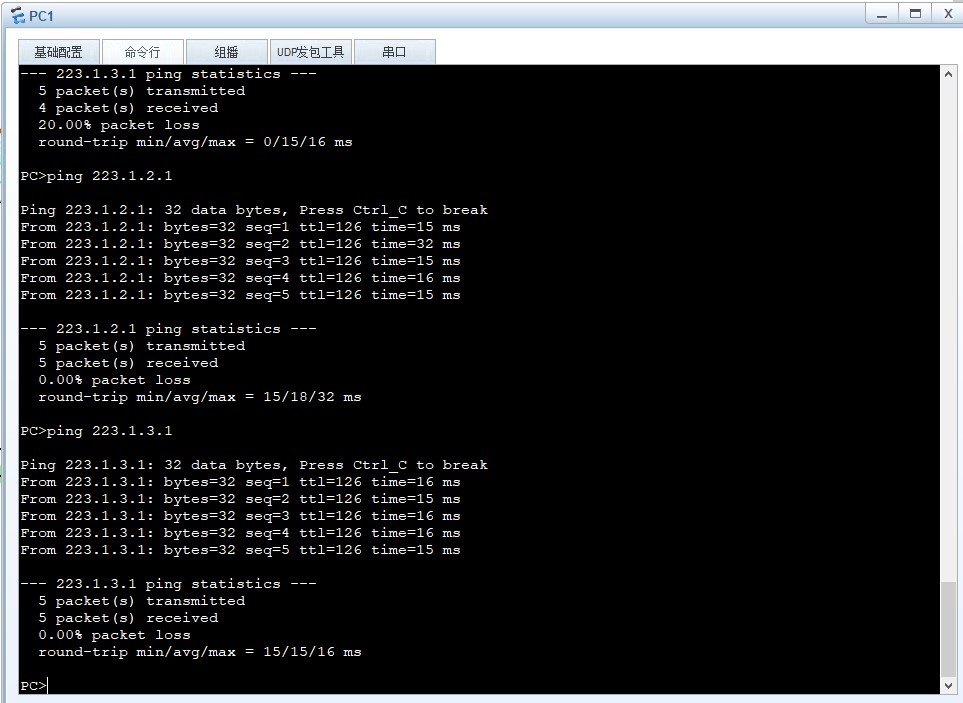 PC1
基础配置
命令行
组播
UDP发包工具
串口
--- 223.1.3.1 ping statistics ---
5 packet(s) transmitted
4 packet(s) received
20.00% packet loss
round-trip min/avg/max = 0/15/16 ms
PC>ping 223.1.2.1
Ping 223.1.2.1: 32 data bytes, Press Ctrl_C to break
From 223.1.2.1: bytes=32 seq=1 ttl=126 time=15 ms
From 223.1.2.1: bytes=32 seq=2 ttl=126 time=32 ms
From 223.1.2.1: bytes=32 seq=3 ttl=126 time=15 ms
From 223.1.2.1: bytes=32 seq=4 ttl=126 time=16 ms
From 223.1.2.1: bytes=32 seq=5 ttl=126 time=15 ms
--- 223.1.2.1 ping statistics ---
5 packet(s) transmitted
5 packet(s) received
0.00% packet loss
round-trip min/avg/max = 15/18/32 ms
PC>ping 223.1.3.1
Ping 223.1.3.1: 32 data bytes, Press Ctrl_C to break
From 223.1.3.1: bytes=32 seq=1 ttl=126 time=16 ms
From 223.1.3.1: bytes=32 seq=2 ttl=126 time=15 ms
From 223.1.3.1: bytes=32 seq=3 ttl=126 time=16 ms
From 223.1.3.1: bytes=32 seq=4 ttl=126 time=16 ms
From 223.1.3.1: bytes=32 seq=5 ttl=126 time=15 ms
--- 223.1.3.1 ping statistics ---
5 packet(s) transmitted
5 packet(s) received
0.00% packet loss
round-trip min/avg/max = 15/15/16 ms
PC>